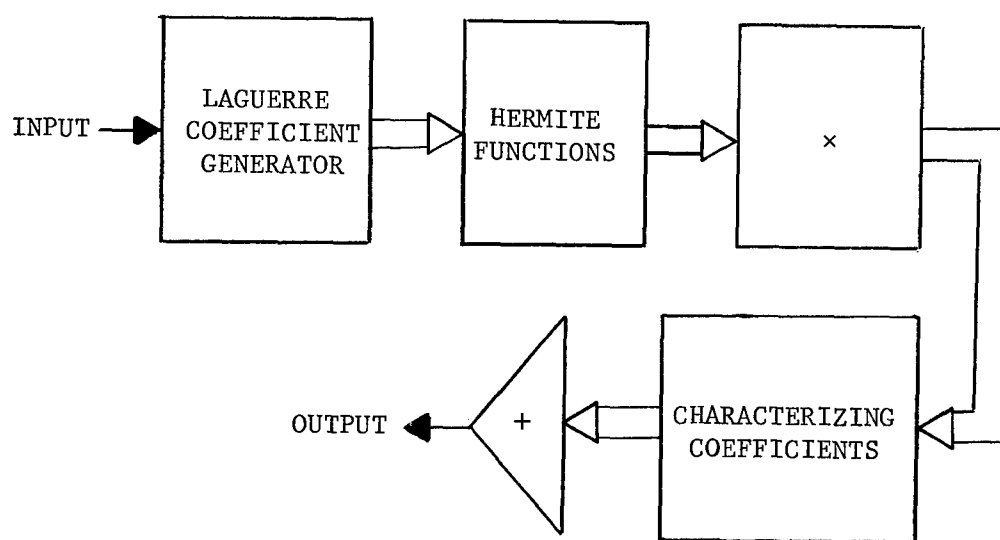 INPUT
LAGUERRE
COEFFICIENT
GENERATOR
HERMITE
FUNCTIONS
×
CHARACTERIZING
COEFFICIENTS
+
OUTPUT